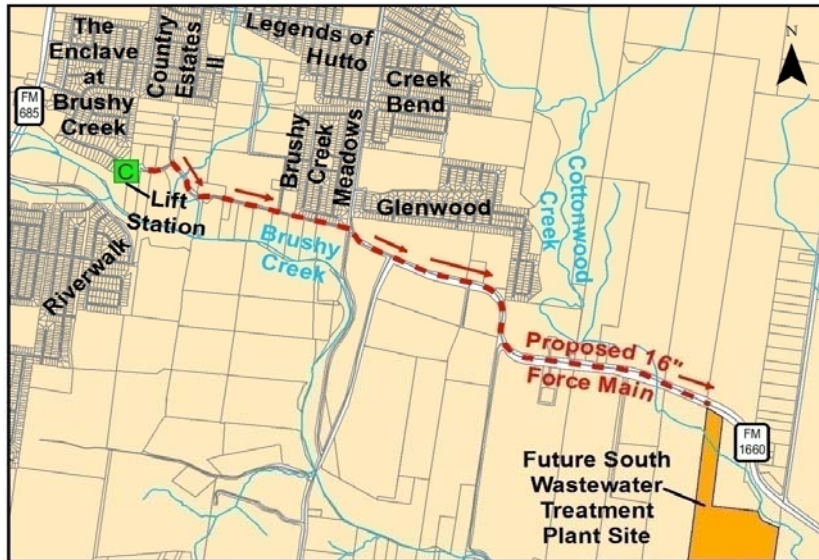 The
Enclave
at
Brushy
Creek
Country
Estates
III
Legends of
Hutto
Creek
Bend
N
FM
685
Brushy
Creek
Meadows
C
Lift
Station
Glenwood
Cottonwood
Creek
Riverwalk
Brushy
Creek
Proposed 16"
Force Main
FM
1660
Future South
Wastewater
Treatment
Plant Site